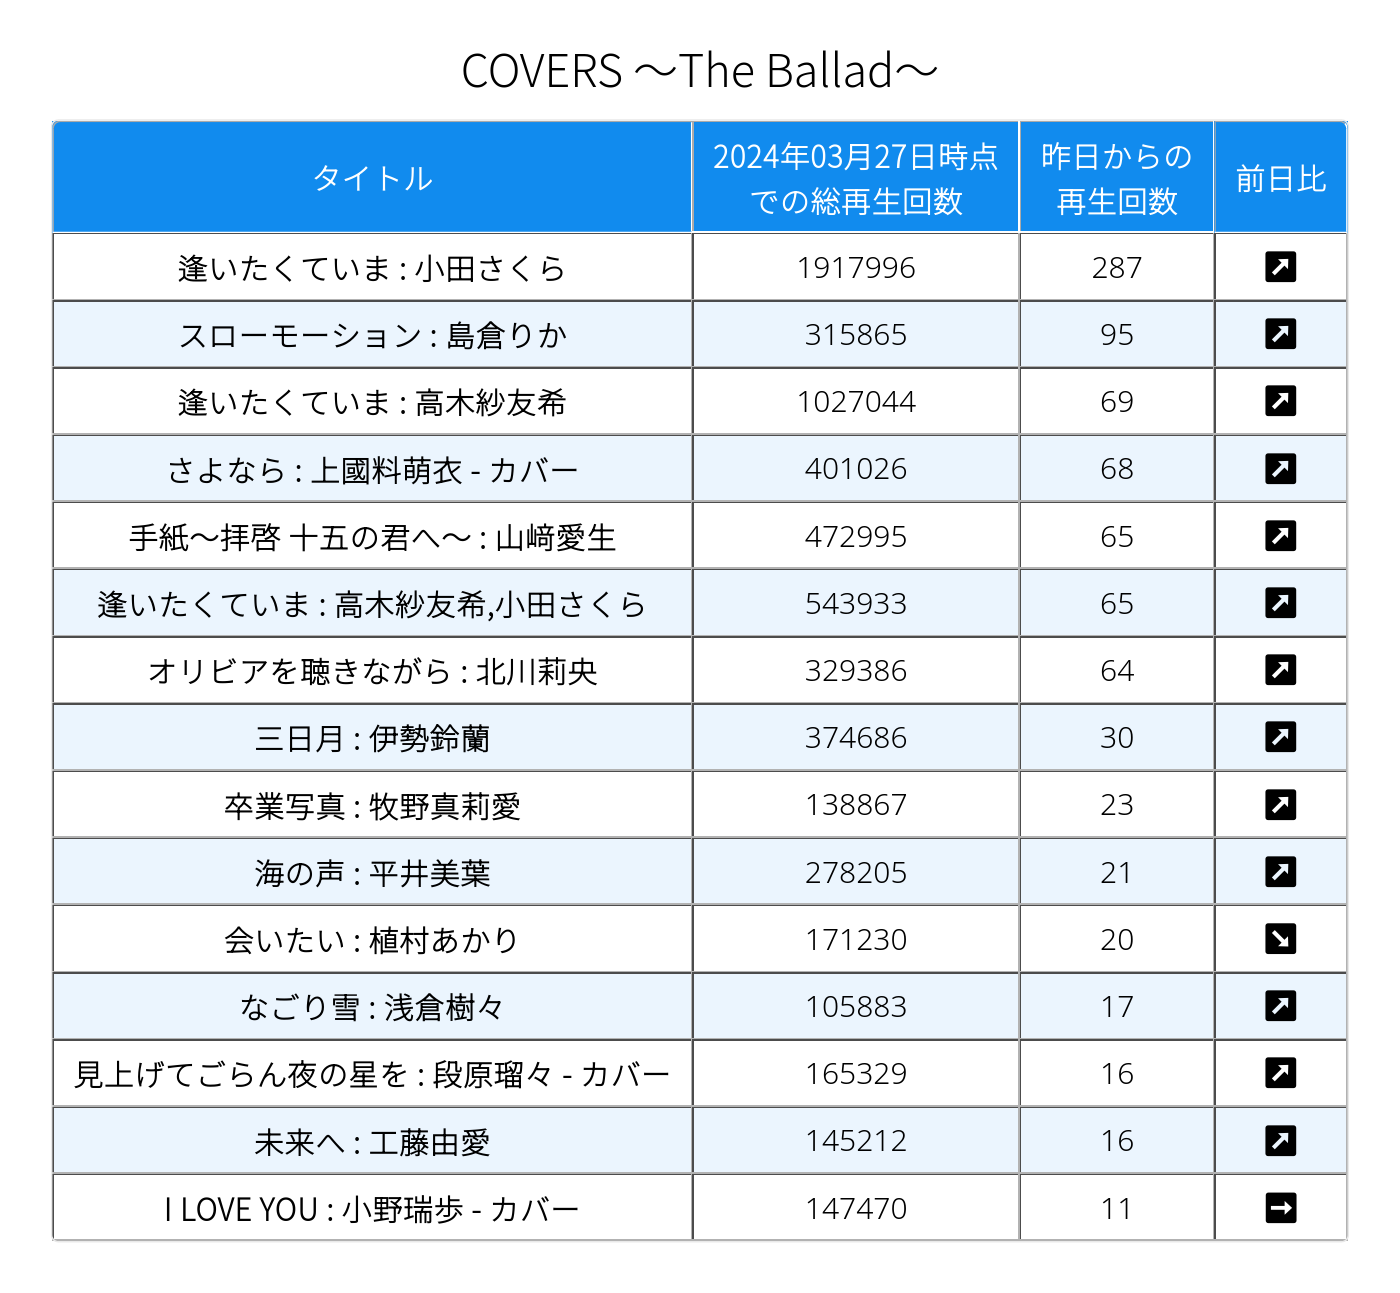 COVERS ～The Ballad～
タイトル 2024年03月27日時点での総再生回数 昨日からの再生回数 前日比
逢いたくていま : 小田さくら 1917996 287 ↗
スローモーション : 島倉りか 315865 95 ↗
逢いたくていま : 高木紗友希 1027044 69 ↗
さよなら : 上國料萌衣 - カバー 401026 68 ↗
手紙～拝啓 十五の君へ～ : 山﨑愛生 472995 65 ↗
逢いたくていま : 高木紗友希,小田さくら 543933 65 ↗
オリビアを聴きながら : 北川莉央 329386 64 ↗
三日月 : 伊勢鈴蘭 374686 30 ↗
卒業写真 : 牧野真莉愛 138867 23 ↗
海の声 : 平井美葉 278205 21 ↗
会いたい : 植村あかり 171230 20 ↘
なごり雪 : 浅倉樹々 105883 17 ↗
見上げてごらん夜の星を : 段原瑠々 - カバー 165329 16 ↗
未来へ : 工藤由愛 145212 16 ↗
I LOVE YOU : 小野瑞歩 - カバー 147470 11 →